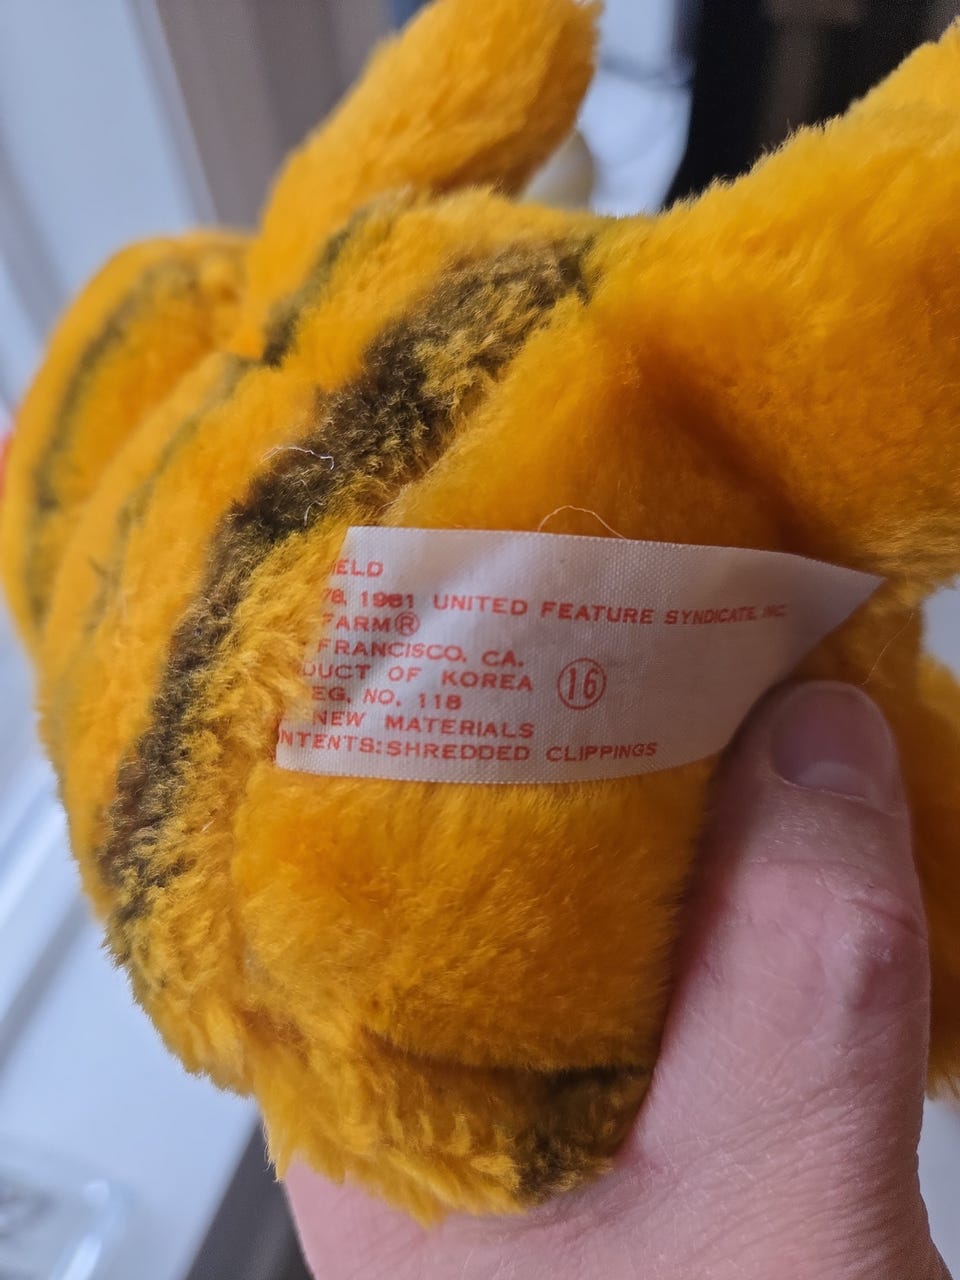 IELD
78, 1981 UNITED FEATURE SYNDICATE, INC
FARM®
FRANCISCO, CA.
DUCT OF KOREA
EG. NO. 118
NEW MATERIALS
NTENTS: SHREDDED CLIPPINGS
16